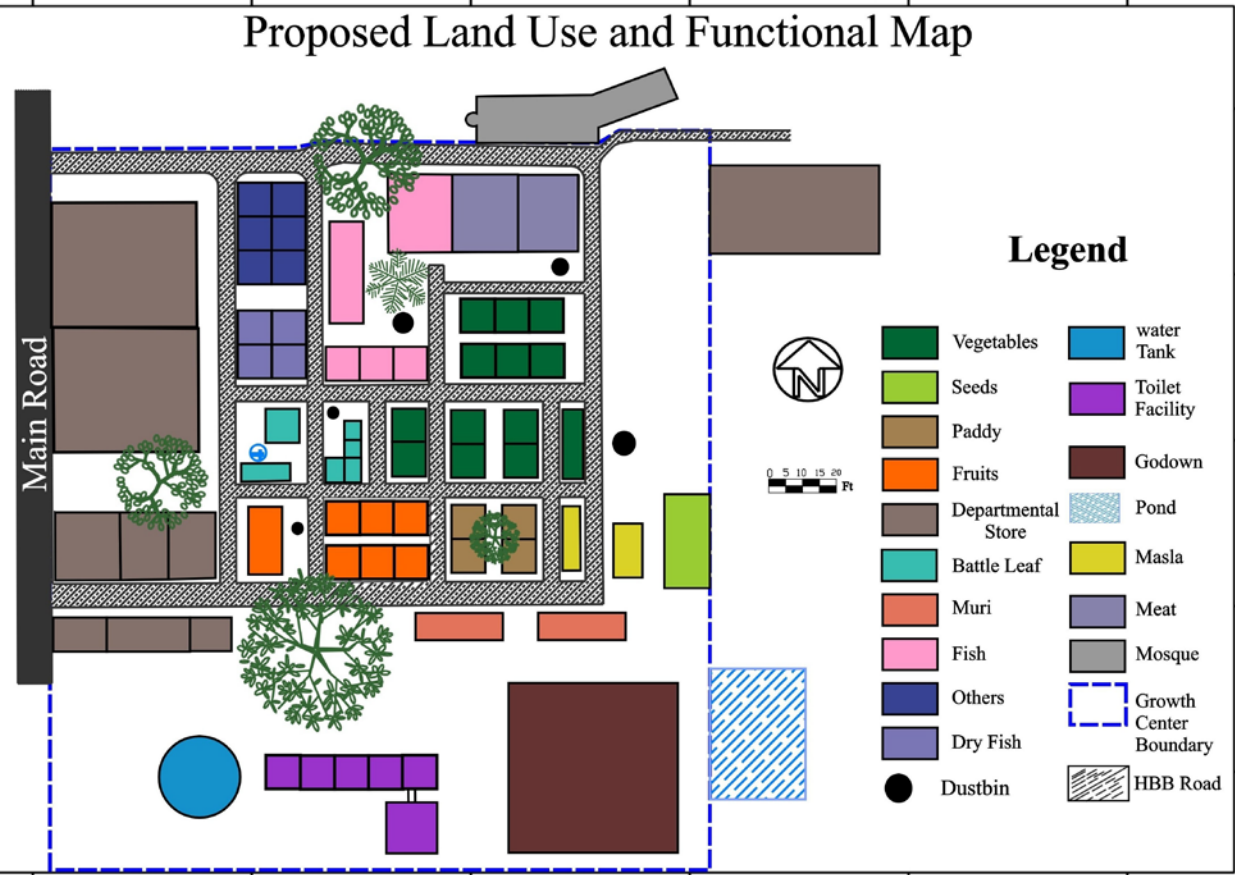 Proposed Land Use and Functional Map
Main Road
N
0 5 10 15 20
Ft
Legend
Vegetables
Seeds
Paddy
Fruits
Departmental
Store
Battle Leaf
Muri
Fish
Others
Dry Fish
Dustbin
water
Tank
Toilet
Facility
Godown
Pond
Masla
Meat
Mosque
Growth
Center
Boundary
HBB Road